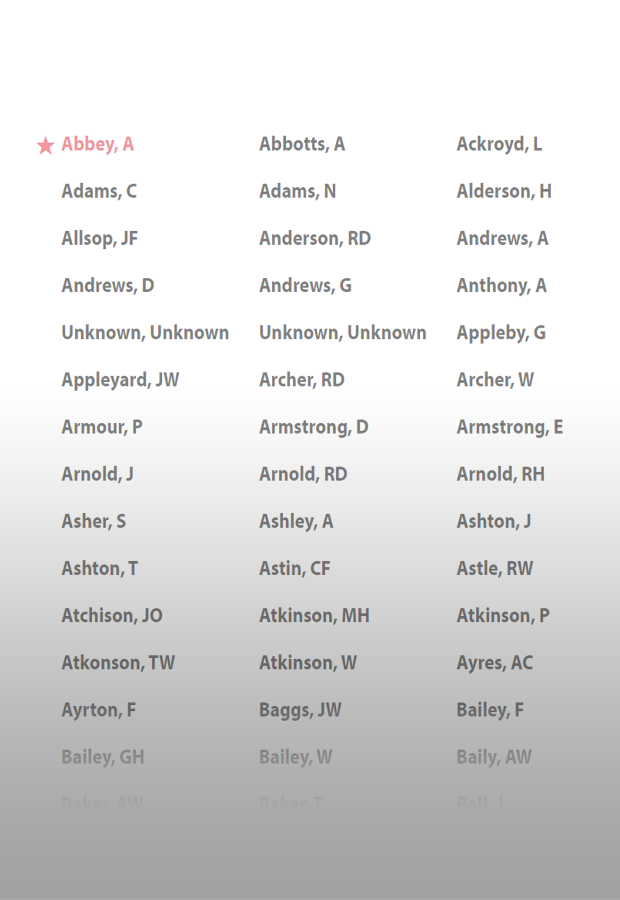 Abbey, A Abbotts, A Ackroyd, L
Adams, C Adams, N Alderson, H
Allsop, JF Anderson, RD Andrews, A
Andrews, D Andrews, G Anthony, A
Unknown, Unknown Unknown, Unknown Appleby, G
Appleyard, JW Archer, RD Archer, W
Armour, P Armstrong, D Armstrong, E
Arnold, J Arnold, RD Arnold, RH
Asher, S Ashley, A Ashton, J
Ashton, T Astin, CF Astle, RW
Atchison, JO Atkinson, MH Atkinson, P
Atkonson, TW Atkinson, W Ayres, AC
Ayrton, F Baggs, JW Bailey, F
Bailey, GH Bailey, W Baily, AW
Baker, AW Baker, T